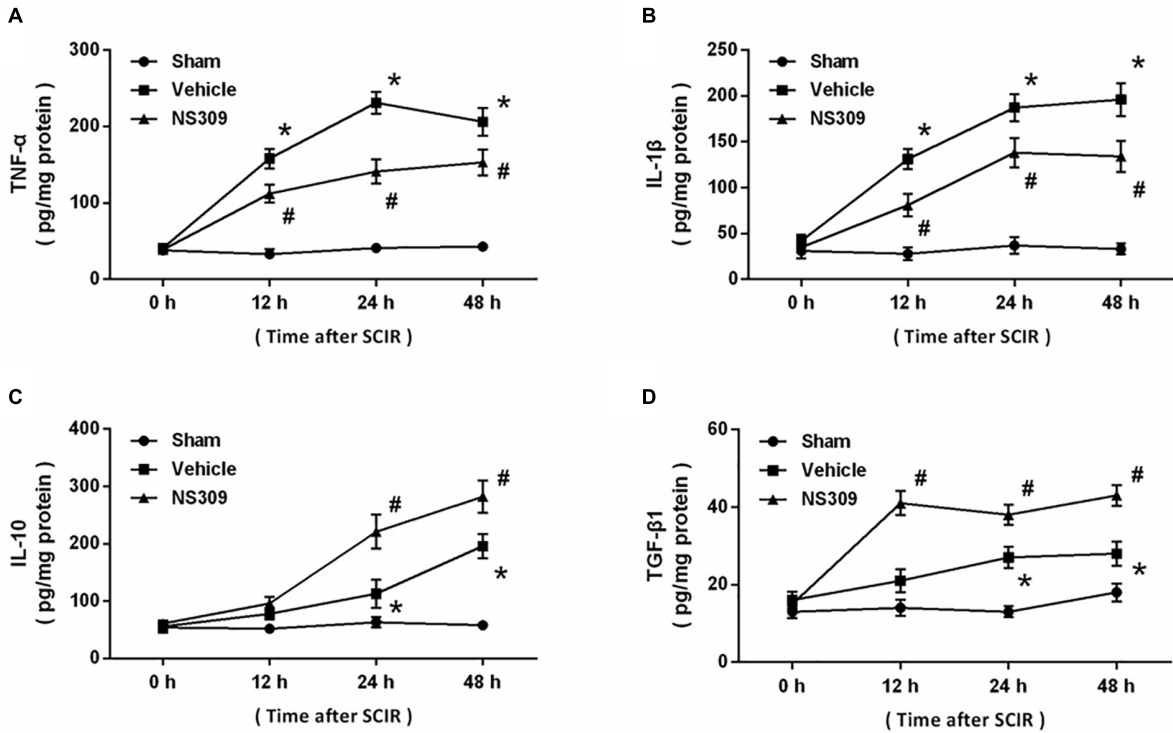 A
TNF-α
( pg/mg protein )
300
200
100
0
Sham
Vehicle
NS309
*
*
*
#
#
#
0 h
12 h
24 h
48 h
( Time after SCIR )
B
IL-1β
( pg/mg protein )
250
200
150
100
50
0
Sham
Vehicle
NS309
*
*
*
#
#
#
0 h
12 h
24 h
48 h
( Time after SCIR )
C
IL-10
( pg/mg protein )
400
300
200
100
0
Sham
Vehicle
NS309
#
#
*
*
0 h
12 h
24 h
48 h
( Time after SCIR )
D
TGF-β1
( pg/mg protein )
60
40
20
0
Sham
Vehicle
NS309
#
#
#
*
*
0 h
12 h
24 h
48 h
( Time after SCIR )